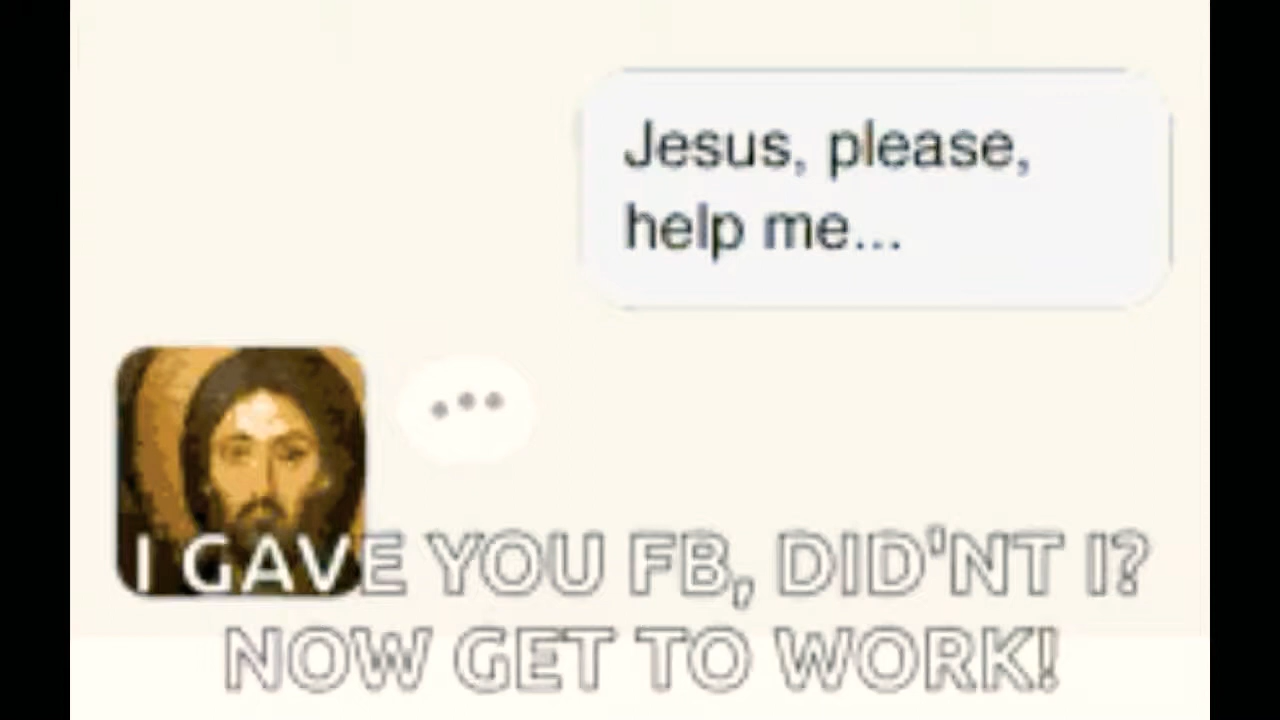 Jesus, please,
help me...
I GAVE YOU FB, DID'NT I?
NOW GET TO WORK!